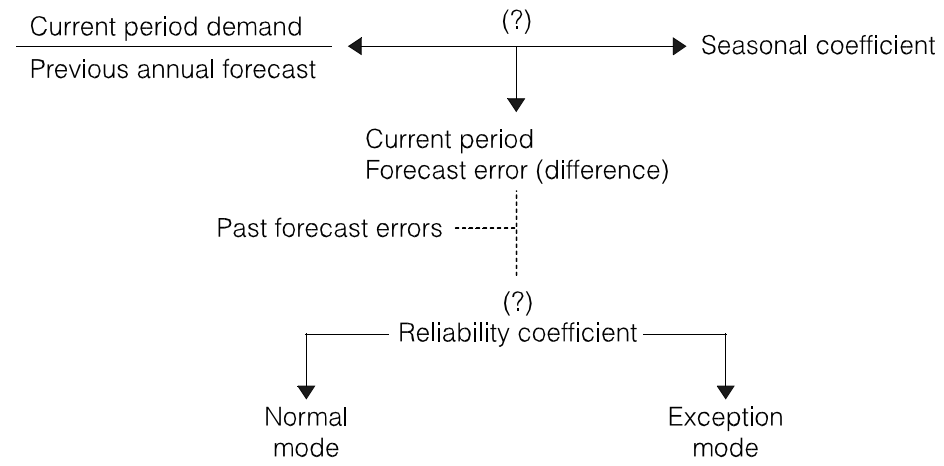 (?)
Current period demand
Previous annual forecast
Seasonal coefficient
Current period
Forecast error (difference)
Past forecast errors
(?)
Reliability coefficient
Normal
mode
Exception
mode